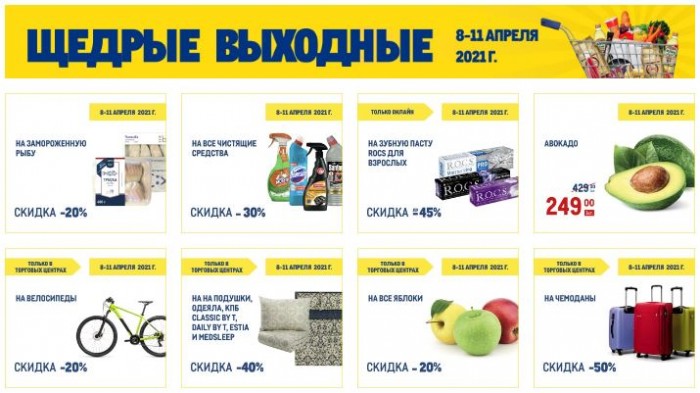 ЩЕДРЫЕ ВЫХОДНЫЕ
8-11 АПРЕЛЯ
2021 Г.
8-11 АПРЕЛЯ 2021 Г.
НА ЗАМОРОЖЕННУЮ
РЫБУ
СКИДКА -20%
8-11 АПРЕЛЯ 2021 Г.
НА ВСЕ ЧИСТЯЩИЕ
СРЕДСТВА
СКИДКА - 30%
ТОЛЬКО ОНЛАЙН
8-11 АПРЕЛЯ 2021 Г.
НА ЗУБНУЮ ПАСТУ
ROCS ДЛЯ
ВЗРОСЛЫХ
R.O.C.S
R.O.C.S
СКИДКА ДО 45%
8-11 АПРЕЛЯ 2021 Г.
АВОКАДО
429
249 00
ТОЛЬКО В
ТОРГОВЫХ ЦЕНТРАХ
8-11 АПРЕЛЯ 2021 Г.
НА ВЕЛОСИПЕДЫ
СКИДКА -20%
ТОЛЬКО В
ТОРГОВЫХ ЦЕНТРАХ
8-11 АПРЕЛЯ 2021 Г.
НА НА ПОДУШКИ,
ОДЕЯЛА, КПБ
CLASSIC BY T,
DAILY BY T, ESTIA
И MEDSLEEP
СКИДКА -40%
ТОЛЬКО В
ТОРГОВЫХ ЦЕНТРАХ
8-11 АПРЕЛЯ 2021 Г.
НА ВСЕ ЯБЛОКИ
СКИДКА - 20%
ТОЛЬКО В
ТОРГОВЫХ ЦЕНТРАХ
8-11 АПРЕЛЯ 2021 Г.
НА ЧЕМОДАНЫ
СКИДКА -50%